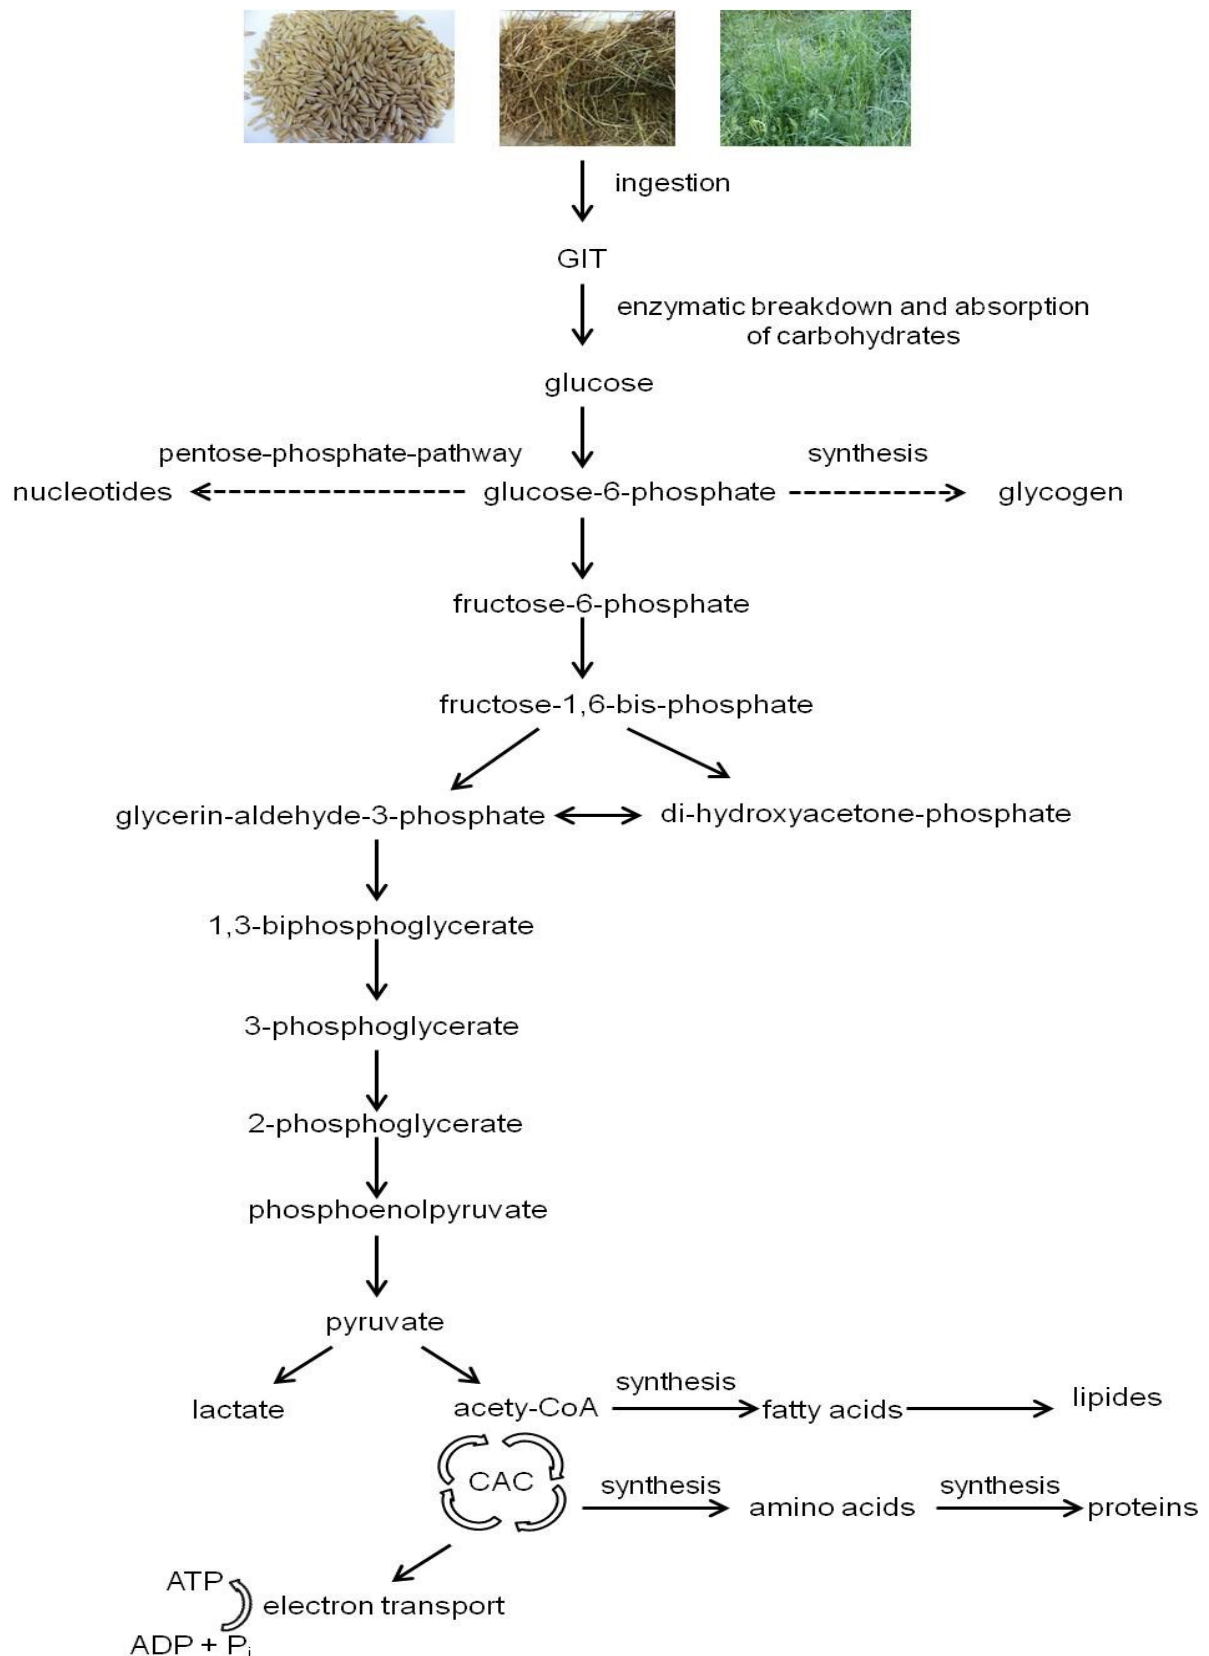 ingestion
GIT
enzymatic breakdown and absorption
of carbohydrates
glucose
pentose-phosphate-pathway
synthesis
nucleotides
glucose-6-phosphate
glycogen
fructose-6-phosphate
fructose-1,6-bis-phosphate
glycerin-aldehyde-3-phosphate
di-hydroxyacetone-phosphate
1,3-biphosphoglycerate
3-phosphoglycerate
2-phosphoglycerate
phosphoenolpyruvate
pyruvate
lactate
acety-CoA
synthesis
fatty acids
lipides
CAC
synthesis
amino acids
synthesis
proteins
ATP
electron transport
ADP + Pi